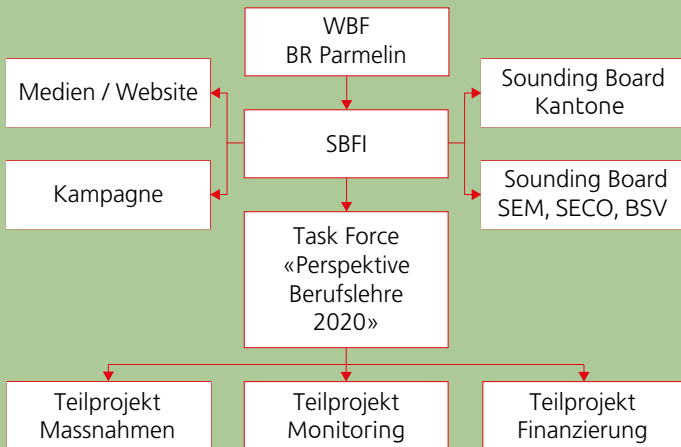 WBF
BR Parmelin
Medien / Website
Sounding Board
Kantone
SBFI
Kampagne
Sounding Board
SEM, SECO, BSV
Task Force
«Perspektive
Berufslehre
2020»
Teilprojekt
Massnahmen
Teilprojekt
Monitoring
Teilprojekt
Finanzierung